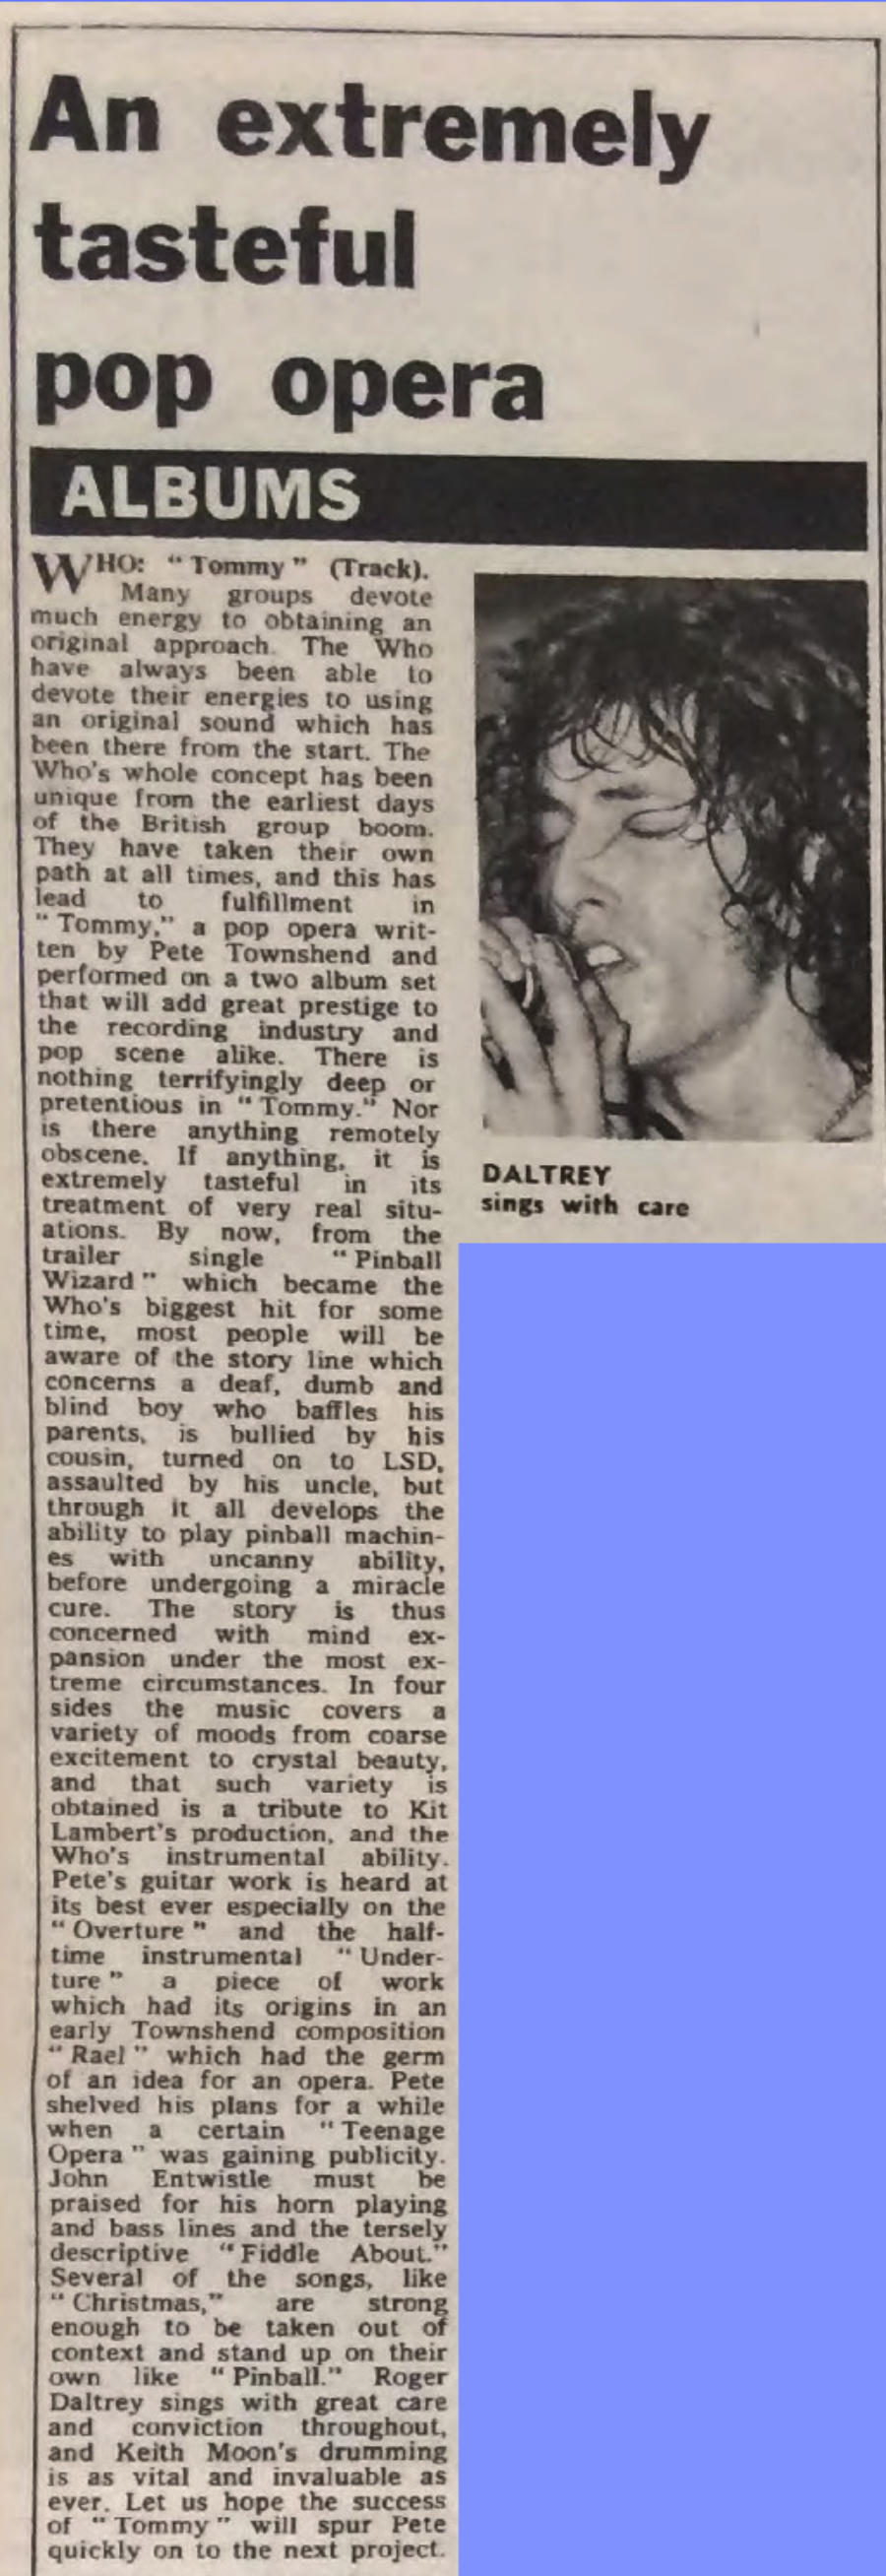 An extremely
tasteful
pop opera
ALBUMS
WHO: "Tommy" (Track).
Many groups devote
much energy to obtaining an
original approach. The Who
have always been able to
devote their energies to using
an original sound which has
been there from the start. The
Who's whole concept has been
unique from the earliest days
of the British group boom.
They have taken their own
path at all times, and this has
lead to fulfillment in
"Tommy," a pop opera writ-
ten by Pete Townshend and
performed on a two album set
that will add great prestige to
the recording industry and
pop scene alike. There is
nothing terrifyingly deep or
pretentious in "Tommy." Nor
is there anything remotely
obscene. If anything, it is
extremely tasteful in its
treatment of very real situ-
ations. By now, from the
trailer single "Pinball
Wizard" which became the
Who's biggest hit for some
time, most people will be
aware of the story line which
concerns a deaf, dumb and
blind boy who baffles his
parents, is bullied by his
cousin, turned on to LSD,
assaulted by his uncle, but
through it all develops the
ability to play pinball machin-
es with uncanny ability,
before undergoing a miracle
cure. The story is thus
concerned with mind ex-
pansion under the most ex-
treme circumstances. In four
sides the music covers a
variety of moods from coarse
excitement to crystal beauty,
and that such variety is
obtained is a tribute to Kit
Lambert's production, and the
Who's instrumental ability.
Pete's guitar work is heard at
its best ever especially on the
"Overture" and the half-
time instrumental "Under-
ture" a piece of work
which had its origins in an
early Townshend composition
"Rael" which had the germ
of an idea for an opera. Pete
shelved his plans for a while
when a certain "Teenage
Opera" was gaining publicity.
John Entwistle must be
praised for his horn playing
and bass lines and the tersely
descriptive "Fiddle About."
Several of the songs, like
"Christmas," are strong
enough to be taken out of
context and stand up on their
own like "Pinball." Roger
Daltrey sings with great care
and conviction throughout,
and Keith Moon's drumming
is as vital and invaluable as
ever. Let us hope the success
of "Tommy" will spur Pete
quickly on to the next project.
DALTREY
sings with care